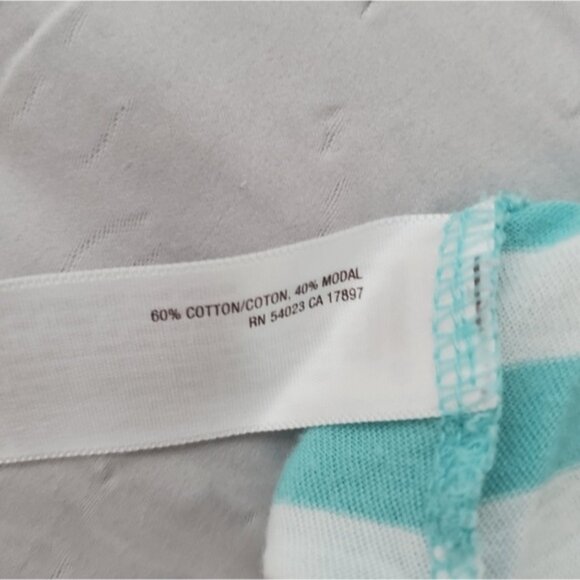 60% COTTON/COTON, 40% MODAL
RN 54023 CA 17897